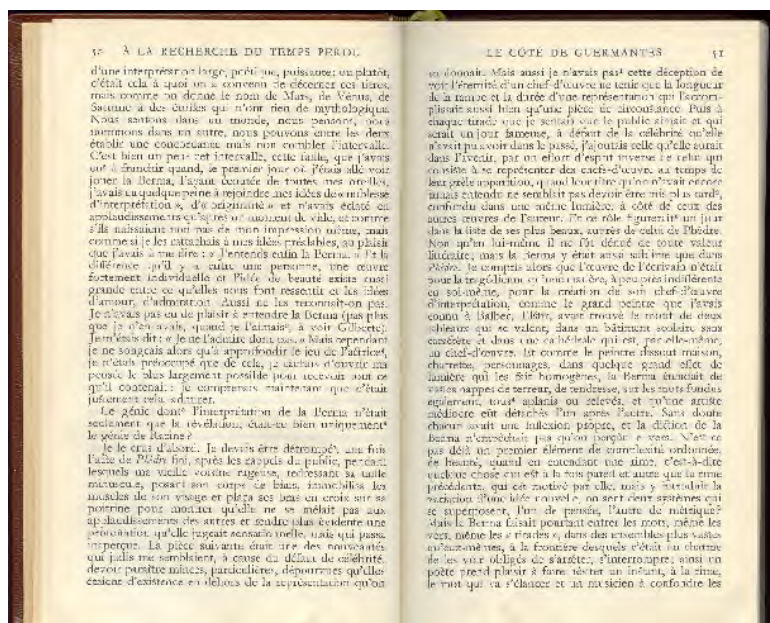 50 À LA RECHERCHE DU TEMPS PERDU
d'une interprétation large, poétique, puissante; ou plutôt,
c'était cela à quoi on a convenu de décerner ces titres,
mais comme on donne le nom de Mars, de Vénus, de
Saturne à des étoiles qui n'ont rien de mythologique.
Nous sentons dans un monde, nous pensons, nous
nommons dans un autre, nous pouvons entre les deux
établir une concordance mais non combler l'intervalle.
C'est bien un peu cet intervalle, cette faille, que j'avais
eu à franchir quand, le premier jour où j'étais allé voir
jouer la Berma, l'ayant écoutée de toutes mes oreilles,
j'avais eu quelque peine à rejoindre mes idées de « noblesse
d'interprétation », d'« originalité » et n'avais éclaté en
applaudissements qu'après un moment de vide, et comme
s'ils naissaient non pas de mon impression même, mais
comme si je les rattachais à mes idées préalables, au plaisir
que j'avais à me dire : « J'entends enfin la Berma. » Et la
différence qu'il y a entre une personne, une œuvre
fortement individuelle et l'idée de beauté existe aussi
grande entre ce qu'elles nous font ressentir et les idées
d'amour, d'admiration. Aussi ne les reconnaît-on pas.
Je n'avais pas eu de plaisir à entendre la Berma (pas plus
que je n'en avais, quand je l'aimais, à voir Gilberte).
Je m'étais dit : « Je ne l'admire donc pas. » Mais cependant
je ne songeais alors qu'à approfondir le jeu de l'actrice,
je n'étais préoccupé que de cela, je tâchais d'ouvrir ma
pensée le plus largement possible pour recevoir tout ce
qu'il contenait : je comprenais maintenant que c'était
justement cela, admirer.
Le génie dont l'interprétation de la Berma n'était
seulement que la révélation, était-ce bien uniquement
le génie de Racine ?
Je le crus d'abord. Je devais être détrompé, une fois
l'acte de Phèdre fini, après les rappels du public, pendant
lesquels ma vieille voisine rageuse, redressant sa taille
minuscule, posant son corps de biais, immobilisa les
muscles de son visage et plaça ses bras en croix sur sa
poitrine pour montrer qu'elle ne se mêlait pas aux
applaudissements des autres et rendre plus évidente une
protestation qu'elle jugeait sensationnelle, mais qui passa
inaperçue. La pièce suivante était une des nouveautés
qui jadis me semblaient, à cause du défaut de célébrité,
devoir paraître minces, particulières, dépourvues qu'elles
étaient d'existence en dehors de la représentation qu'on
LE CÔTÉ DE GUERMANTES 51
en donnait. Mais aussi je n'avais pas cette déception de
voir l'éternité d'un chef-d'œuvre ne tenir que la longueur
de la rampe et la durée d'une représentation qui l'accom-
plissait aussi bien qu'une pièce de circonstance. Puis à
chaque tirade que je sentais que le public aimait et qui
serait un jour fameuse, à défaut de la célébrité qu'elle
n'avait pu avoir dans le passé, j'ajoutais celle qu'elle aurait
dans l'avenir, par un effort d'esprit inverse de celui qui
consiste à se représenter des chefs-d'œuvre au temps de
leur grêle apparition, quand leur titre qu'on n'avait encore
jamais entendu ne semblait pas devoir être mis plus tard,
confondu dans une même lumière, à côté de ceux des
autres œuvres de l'auteur. Et ce rôle figurerait un jour
dans la liste de ses plus beaux, auprès de celui de Phèdre.
Non qu'en lui-même il ne fût dénué de toute valeur
littéraire, mais la Berma y était aussi sublime que dans
Phèdre. Je compris alors que l'œuvre de l'écrivain n'était
pour la tragédienne qu'une matière, à peu près indifférente
en soi-même, pour la création de son chef-d'œuvre
d'interprétation, comme le grand peintre que j'avais
connu à Balbec, Elstir, avait trouvé le motif de deux
tableaux qui se valent, dans un bâtiment scolaire sans
caractère et dans une cathédrale qui est, par elle-même,
un chef-d'œuvre. Et comme le peintre dissout maison,
charrette, personnages, dans quelque grand effet de
lumière qui les fait homogènes, la Berma étendait de
vastes nappes de terreur, de tendresse, sur les mots fondus
également, tous aplanis ou relevés, et qu'une artiste
médiocre eût détachés l'un après l'autre. Sans doute
chacun avait une inflexion propre, et la diction de la
Berma n'empêchait pas qu'on perçût le vers. N'est-ce
pas déjà un premier élément de complexité ordonnée,
de beauté, quand en entendant une rime, c'est-à-dire
quelque chose qui est à la fois pareil et autre que la rime
précédente, qui est motivé par elle, mais y introduit la
variation d'une idée nouvelle, on sent deux systèmes qui
se superposent, l'un de pensée, l'autre de métrique ?
Mais la Berma faisait pourtant entrer les mots, même les
vers, même les « tirades », dans des ensembles plus vastes
qu'eux-mêmes, à la frontière desquels c'était un charme
de les voir obligés de s'arrêter, s'interrompre; ainsi un
poète prend plaisir à faire hésiter un instant, à la rime,
le mot qui va s'élancer et un musicien à confondre les